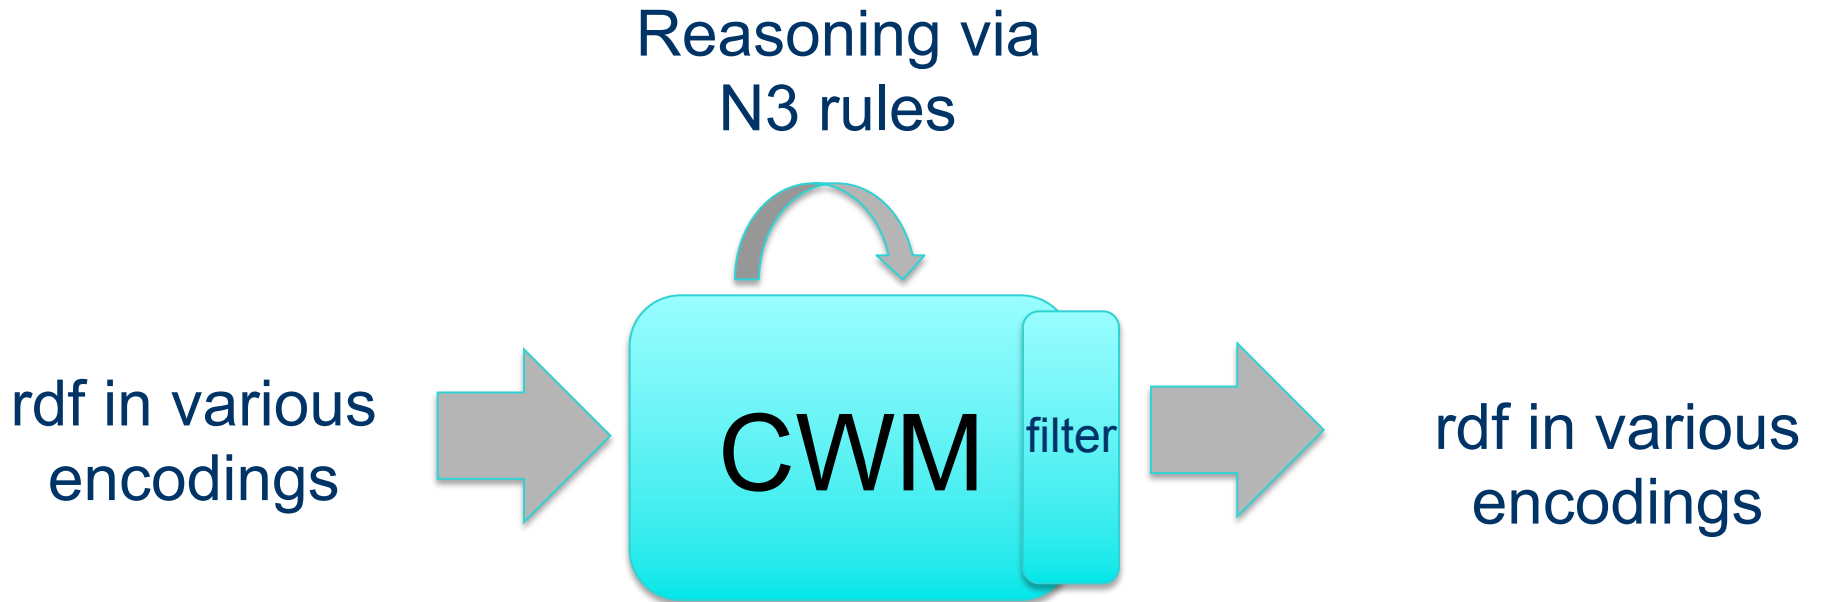 Reasoning via
N3 rules
rdf in various
encodings
CWM
filter
rdf in various
encodings